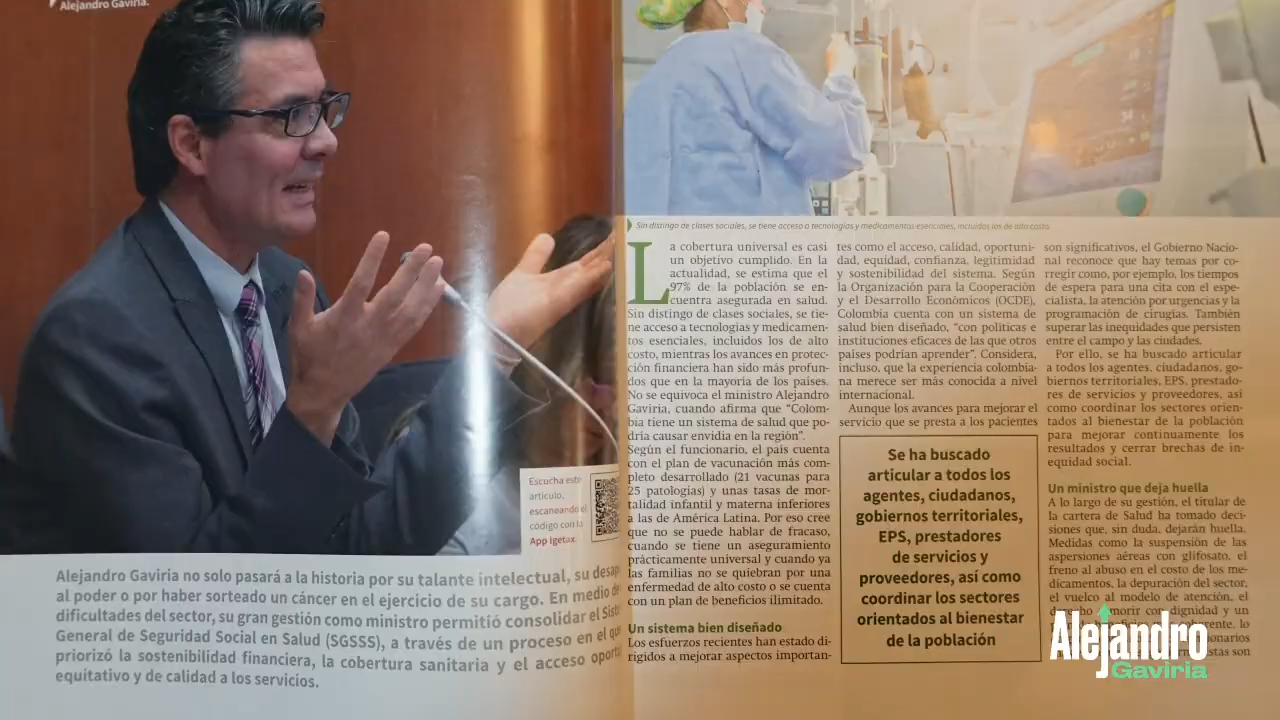 Alejandro Gaviria.
Escucha este
artículo,
escaneando el
código con la
App Igetax.
Alejandro Gaviria no solo pasará a la historia por su talante intelectual, su
al poder o por haber sorteado un cáncer en el ejercicio de su cargo. En medio de
dificultades del sector, su gran gestión como ministro permitió consolidar el
General de Seguridad Social en Salud (SGSSS), a través de un proceso en el
priorizó la sostenibilidad financiera, la cobertura sanitaria y el acceso
equitativo y de calidad a los servicios.
Sin distingo de clases sociales, se tiene acceso a tecnologías y medicamentos esenciales, incluidos los de alto costo.
La cobertura universal es casi
un objetivo cumplido. En la
actualidad, se estima que el
97% de la población se en-
cuentra asegurada en salud.
Sin distingo de clases sociales, se tie-
ne acceso a tecnologías y medicamen-
tos esenciales, incluidos los de alto
costo, mientras los avances en protec-
ción financiera han sido más profun-
dos que en la mayoría de los países.
No se equivoca el ministro Alejandro
Gaviria, cuando afirma que “Colom-
bia tiene un sistema de salud que po-
dría causar envidia en la región”.
Según el funcionario, el país cuenta
con el plan de vacunación más com-
pleto desarrollado (21 vacunas para
25 patologías) y unas tasas de mor-
talidad infantil y materna inferiores
a las de América Latina. Por eso cree
que no se puede hablar de fracaso,
cuando se tiene un aseguramiento
prácticamente universal y cuando ya
las familias no se quiebran por una
enfermedad de alto costo o se cuenta
con un plan de beneficios ilimitado.
Un sistema bien diseñado
Los esfuerzos recientes han estado di-
rigidos a mejorar aspectos importan-
tes como el acceso, calidad, oportuni-
dad, equidad, confianza, legitimidad
y sostenibilidad del sistema. Según
la Organización para la Cooperación
y el Desarrollo Económicos (OCDE),
Colombia cuenta con un sistema de
salud bien diseñado, “con políticas e
instituciones eficaces de las que otros
países podrían aprender”. Considera,
incluso, que la experiencia colombia-
na merece ser más conocida a nivel
internacional.
Aunque los avances para mejorar el
servicio que se presta a los pacientes
Se ha buscado
articular a todos los
agentes, ciudadanos,
gobiernos territoriales,
EPS, prestadores
de servicios y
proveedores, así como
coordinar los sectores
orientados al bienestar
de la población
son significativos, el Gobierno Nacio-
nal reconoce que hay temas por co-
rregir como, por ejemplo, los tiempos
de espera para una cita con el espe-
cialista, la atención por urgencias y la
programación de cirugías. También
superar las inequidades que persisten
entre el campo y las ciudades.
Por ello, se ha buscado articular
a todos los agentes, ciudadanos, go-
biernos territoriales, EPS, prestado-
res de servicios y proveedores, así
como coordinar los sectores orien-
tados al bienestar de la población
para mejorar continuamente los
resultados y cerrar brechas de in-
equidad social.
Un ministro que deja huella
A lo largo de su gestión, el titular de
la cartera de Salud ha tomado deci-
siones que, sin duda, dejarán huella.
Medidas como la suspensión de las
aspersiones aéreas con glifosato, el
freno al abuso en el costo de los me-
dicamentos, la depuración del sector,
el vuelco al modelo de atención, el
morir con dignidad y un
Alejandro
Gaviria